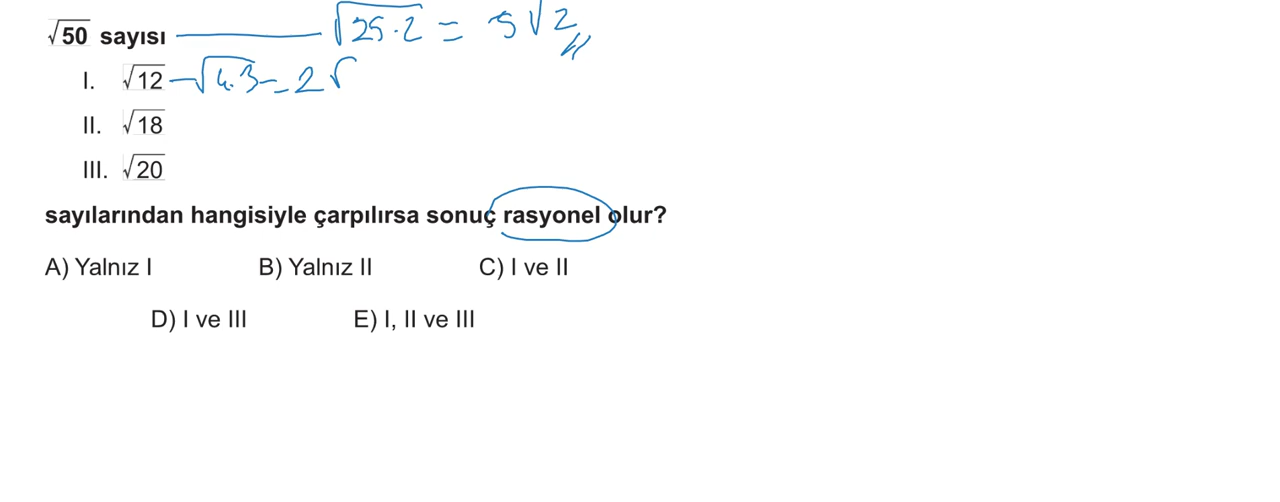 √50 sayısı √25·2 = 5√2
I. √12 √4.3 = 2√
II. √18
III. √20
sayılarından hangisiyle çarpılırsa sonuç rasyonel olur?
A) Yalnız I B) Yalnız II C) I ve II
D) I ve III E) I, II ve III